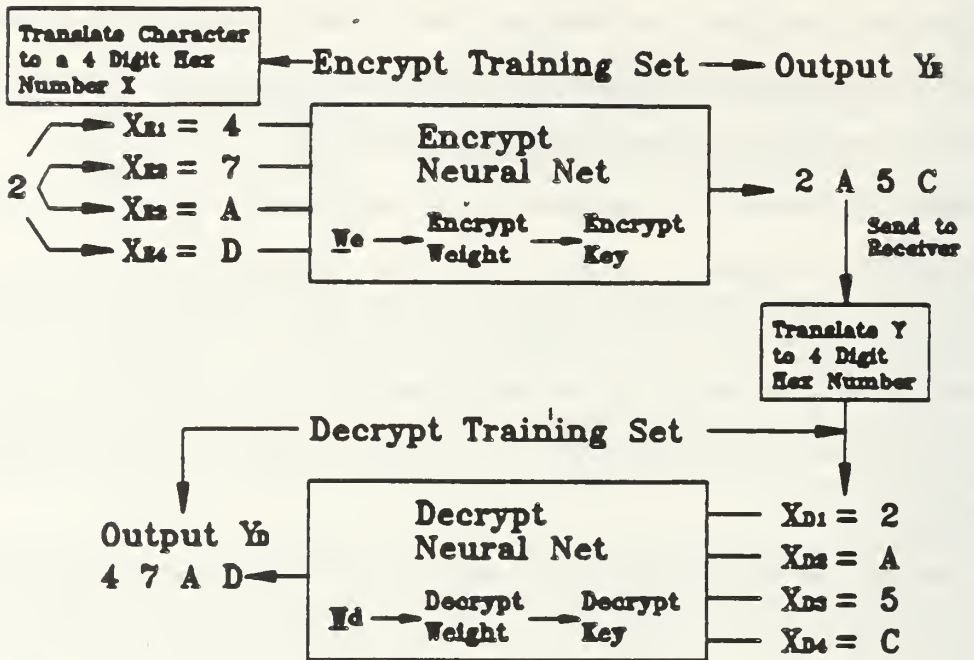 Translate Character
to a 4 Digit Hex
Number X
Encrypt Training Set
Output YE
2
XE1 = 4
XE2 = 7
XE3 = A
XE4 = D
Encrypt
Neural Net
We
Encrypt
Weight
Encrypt
Key
2 A 5 C
Send to
Receiver
Translate Y
to 4 Digit
Hex Number
Decrypt Training Set
Output YD
4 7 A D
Decrypt
Neural Net
Wd
Decrypt
Weight
Decrypt
Key
XD1 = 2
XD2 = A
XD3 = 5
XD4 = C